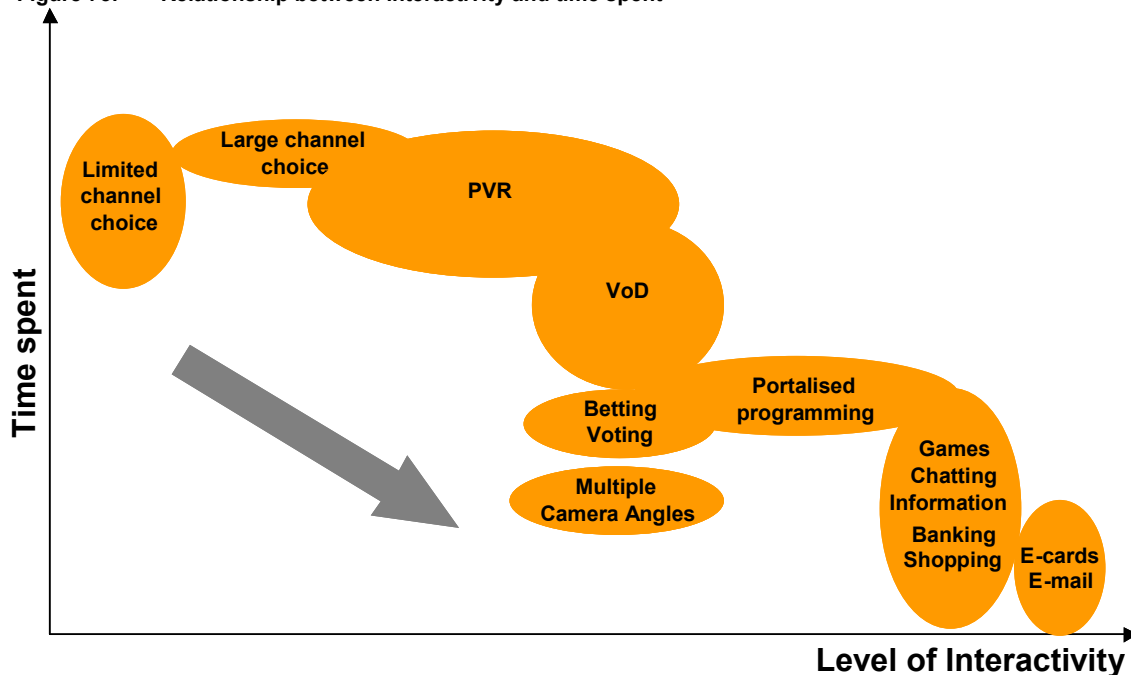 Relationship between interactivity and time spent
Large channel
choice
Limited
channel
choice
PVR
VoD
Time spent
Portalised
programming
Betting
Voting
Games
Chatting
Information
Banking
Shopping
Multiple
Camera Angles
E-cards
E-mail
Level of Interactivity